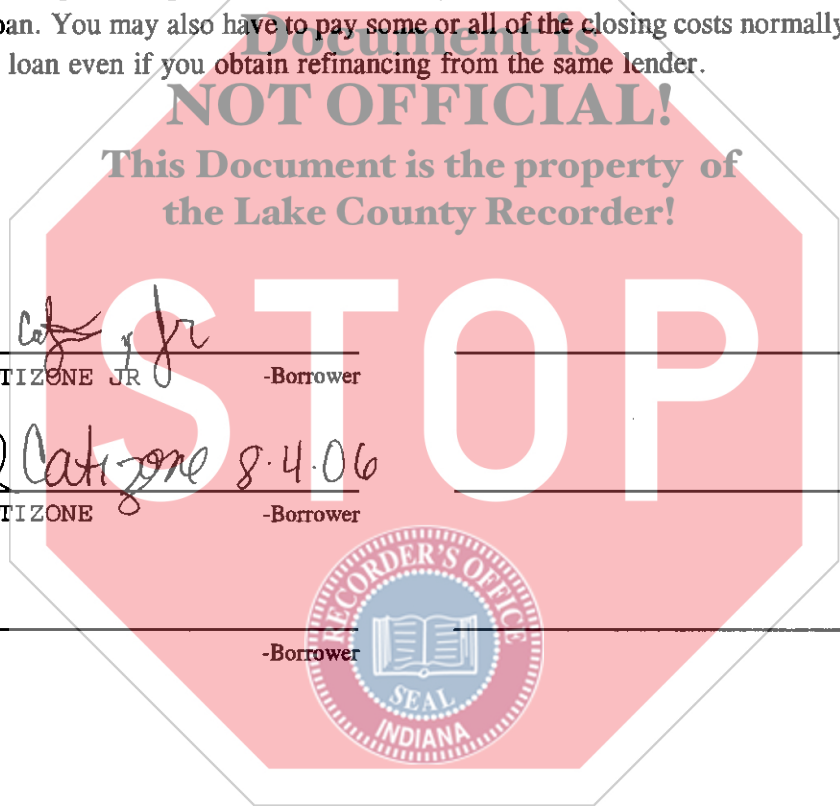 oan. You may also have to pay some or all of the closing costs normally
Document is
loan even if you obtain refinancing from the same lender.
NOT OFFICIAL!
This Document is the property of
the Lake County Recorder!
STOP
Jr
TIZONE JR -Borrower
Catizone 8.4.06
TIZONE -Borrower
-Borrower
RECORDER'S OFFICE
SEAL
INDIANA